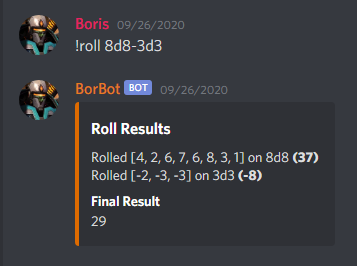 Boris 09/26/2020
!roll 8d8-3d3
BorBot BOT 09/26/2020
Roll Results
Rolled [4, 2, 6, 7, 6, 8, 3, 1] on 8d8 (37)
Rolled [-2, -3, -3] on 3d3 (-8)
Final Result
29